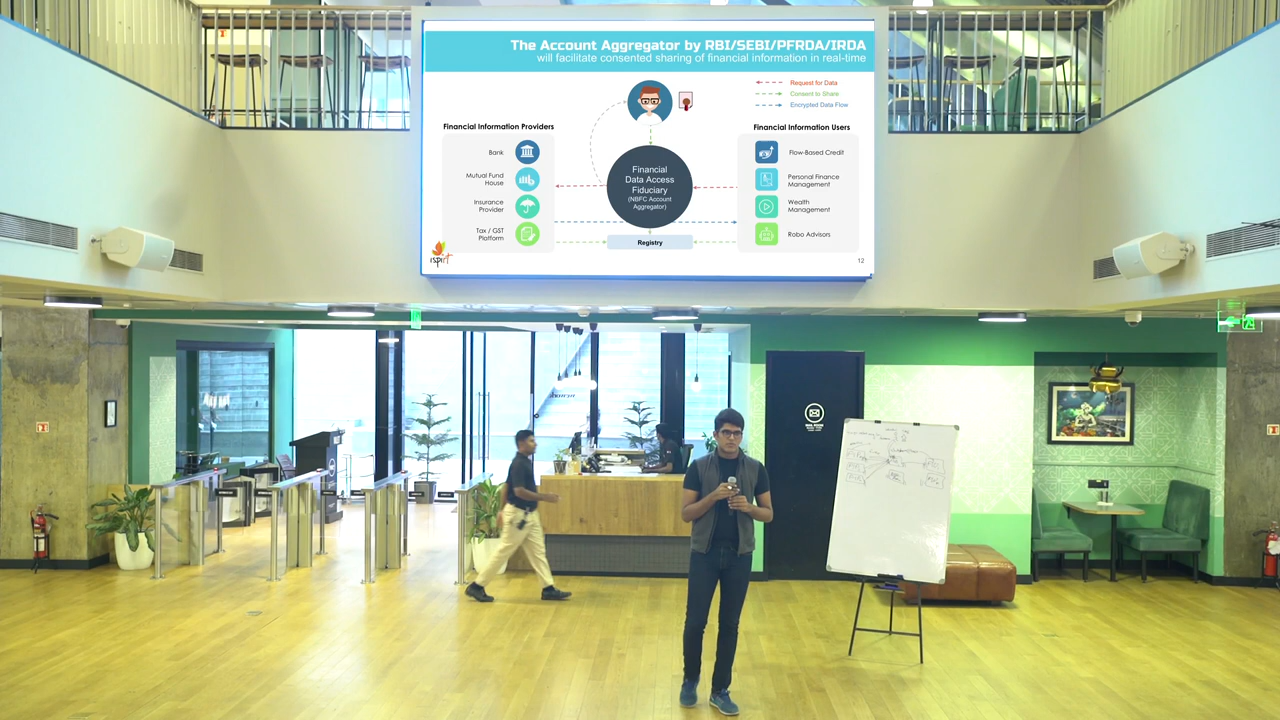 The Account Aggregator by RBI/SEBI/PFRDA/IRDA
will facilitate consented sharing of financial information in real-time
Request for Data
Consent to Share
Encrypted Data Flow
Financial Information Providers
Bank
Mutual Fund
House
Insurance
Provider
Tax / GST
Platform
Financial
Data Access
Fiduciary
(NBFC Account
Aggregator)
Registry
Financial Information Users
Flow-Based Credit
Personal Finance
Management
Wealth
Management
Robo Advisors
ispirt
12